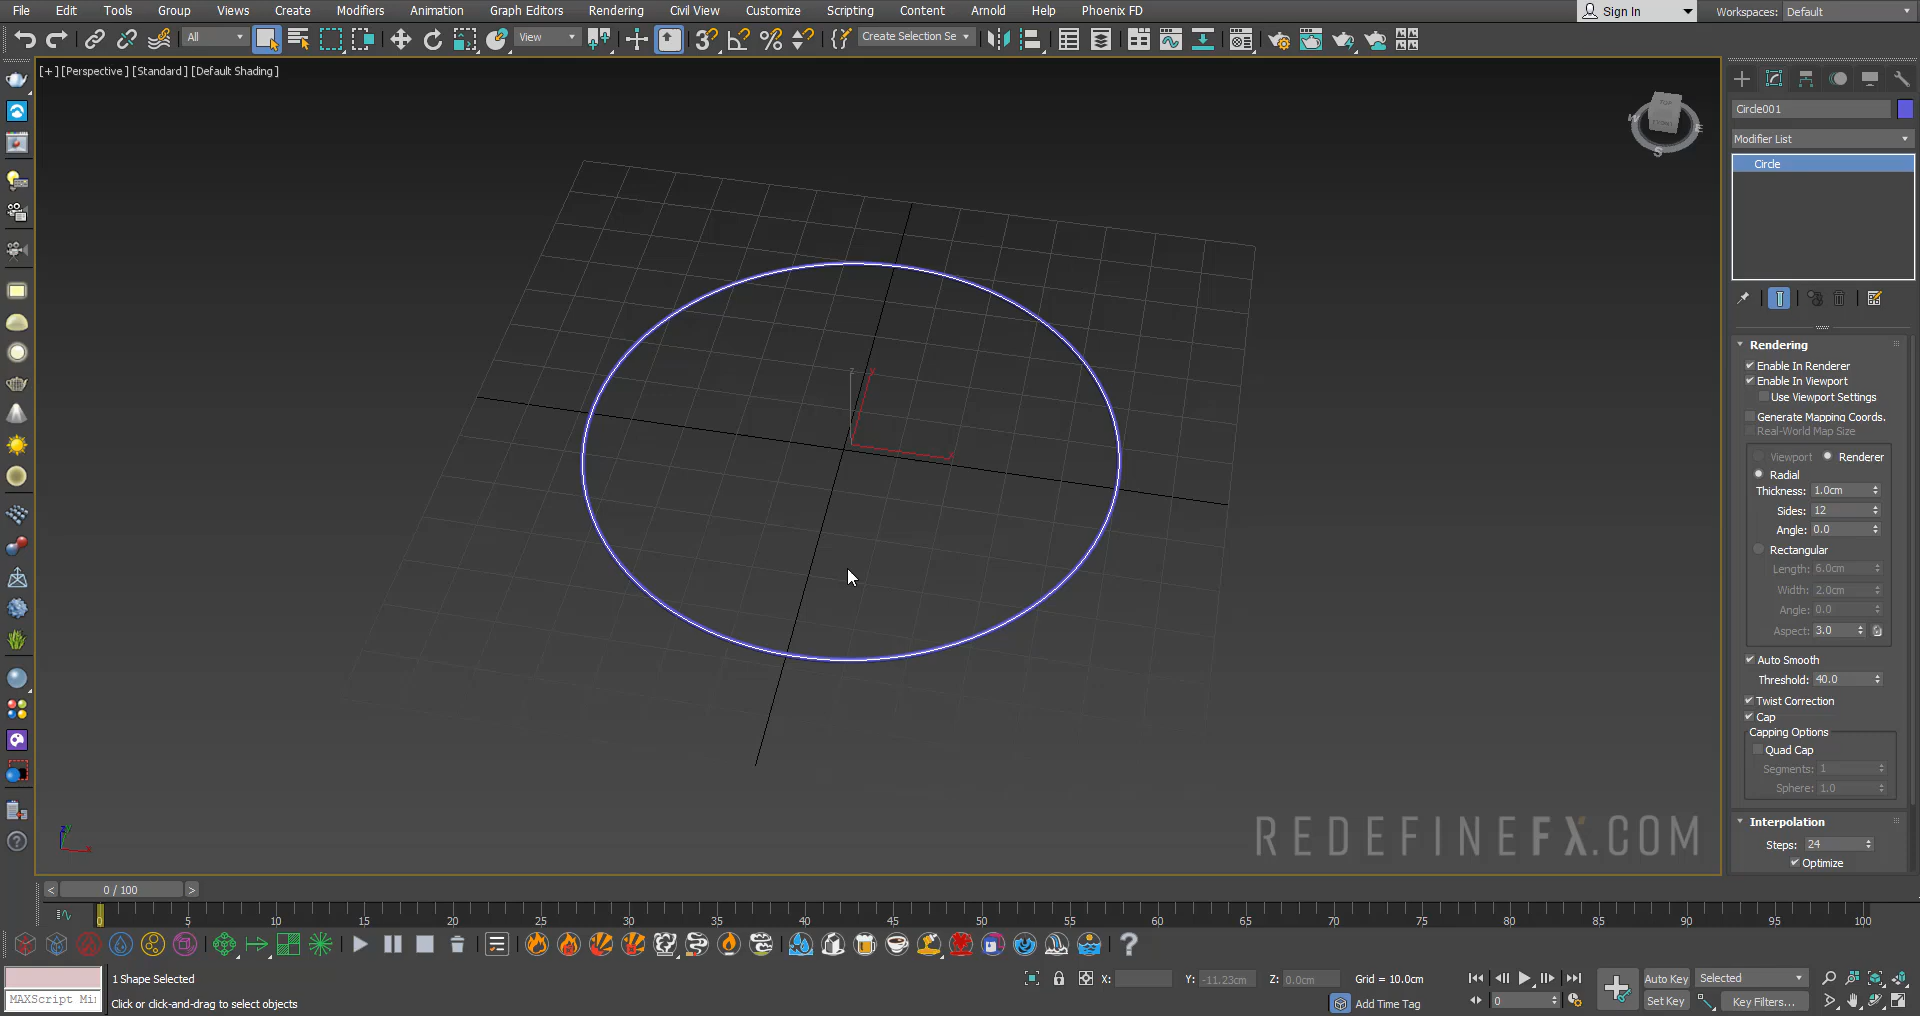 File Edit Tools Group Views Create Modifiers Animation Graph Editors Rendering Civil View Customize Scripting Content Arnold Help Phoenix FD Sign In Workspaces: Default
All View Create Selection Se
[+] [Perspective] [Standard] [Default Shading]
TOP
FRONT
S
E
Circle001
Modifier List
Circle
Rendering
Enable In Renderer
Enable In Viewport
Use Viewport Settings
Generate Mapping Coords.
Real-World Map Size
Viewport Renderer
Radial
Thickness: 1.0cm
Sides: 12
Angle: 0.0
Rectangular
Length: 6.0cm
Width: 2.0cm
Angle: 0.0
Aspect: 3.0
Auto Smooth
Threshold: 40.0
Twist Correction
Cap
Capping Options
Quad Cap
Segments: 1
Sphere: 1.0
Interpolation
Steps: 24
Optimize
z
x
REDEFINEFX.COM
< 0 / 100 >
0 5 10 15 20 25 30 35 40 45 50 55 60 65 70 75 80 85 90 95 100
1 Shape Selected X: Y: -11.23cm Z: 0.0cm Grid = 10.0cm Auto Key Selected
MAXScript Mi Click or click-and-drag to select objects Add Time Tag 0 Set Key Key Filters...